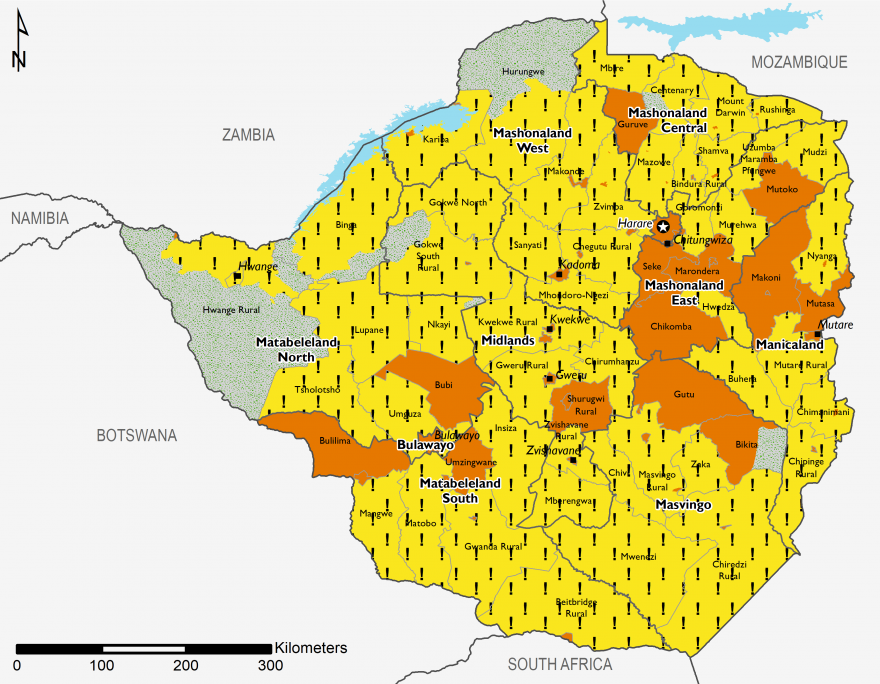 N
MOZAMBIQUE
ZAMBIA
NAMIBIA
BOTSWANA
SOUTH AFRICA
Hurungwe
Mbire
Centenary
Mount
Darwin
Rushinga
Mashonaland
Central
Guruve
Kariba
Mashonaland
West
Makonde
Mazowe
Shamva
Bindura Rural
Uzumba
Maramba
Pfungwe
Mudzi
Mutoko
Gokwe North
Zvimba
Goromonzi
Murehwa
Harare
Chitungwiza
Binga
Gokwe
South
Rural
Sanyati
Chegutu Rural
Nyanga
Hwange
Kadoma
Seke
Marondera
Makoni
Mashonaland
East
Hwange Rural
Mhondoro-Ngezi
Hwedza
Mutasa
Lupane
Nkayi
Kwekwe Rural
Kwekwe
Chikomba
Mutare
Matabeleland
North
Midlands
Manicaland
Gweru Rural
Chirumhanzu
Mutare Rural
Gweru
Buhera
Tsholotsho
Bubi
Gutu
Shurugwi
Rural
Umguza
Chimanimani
Insiza
Zvishavane
Rural
Bulilima
Bulawayo
Bulawayo
Bikita
Zvishavane
Umzingwane
Zaka
Chipinge
Rural
Matabeleland
South
Chivi
Masvingo
Rural
Mberengwa
Masvingo
Mangwe
Matobo
Gwanda Rural
Mwenezi
Chiredzi
Rural
Beitbridge
Rural
Kilometers
0 100 200 300